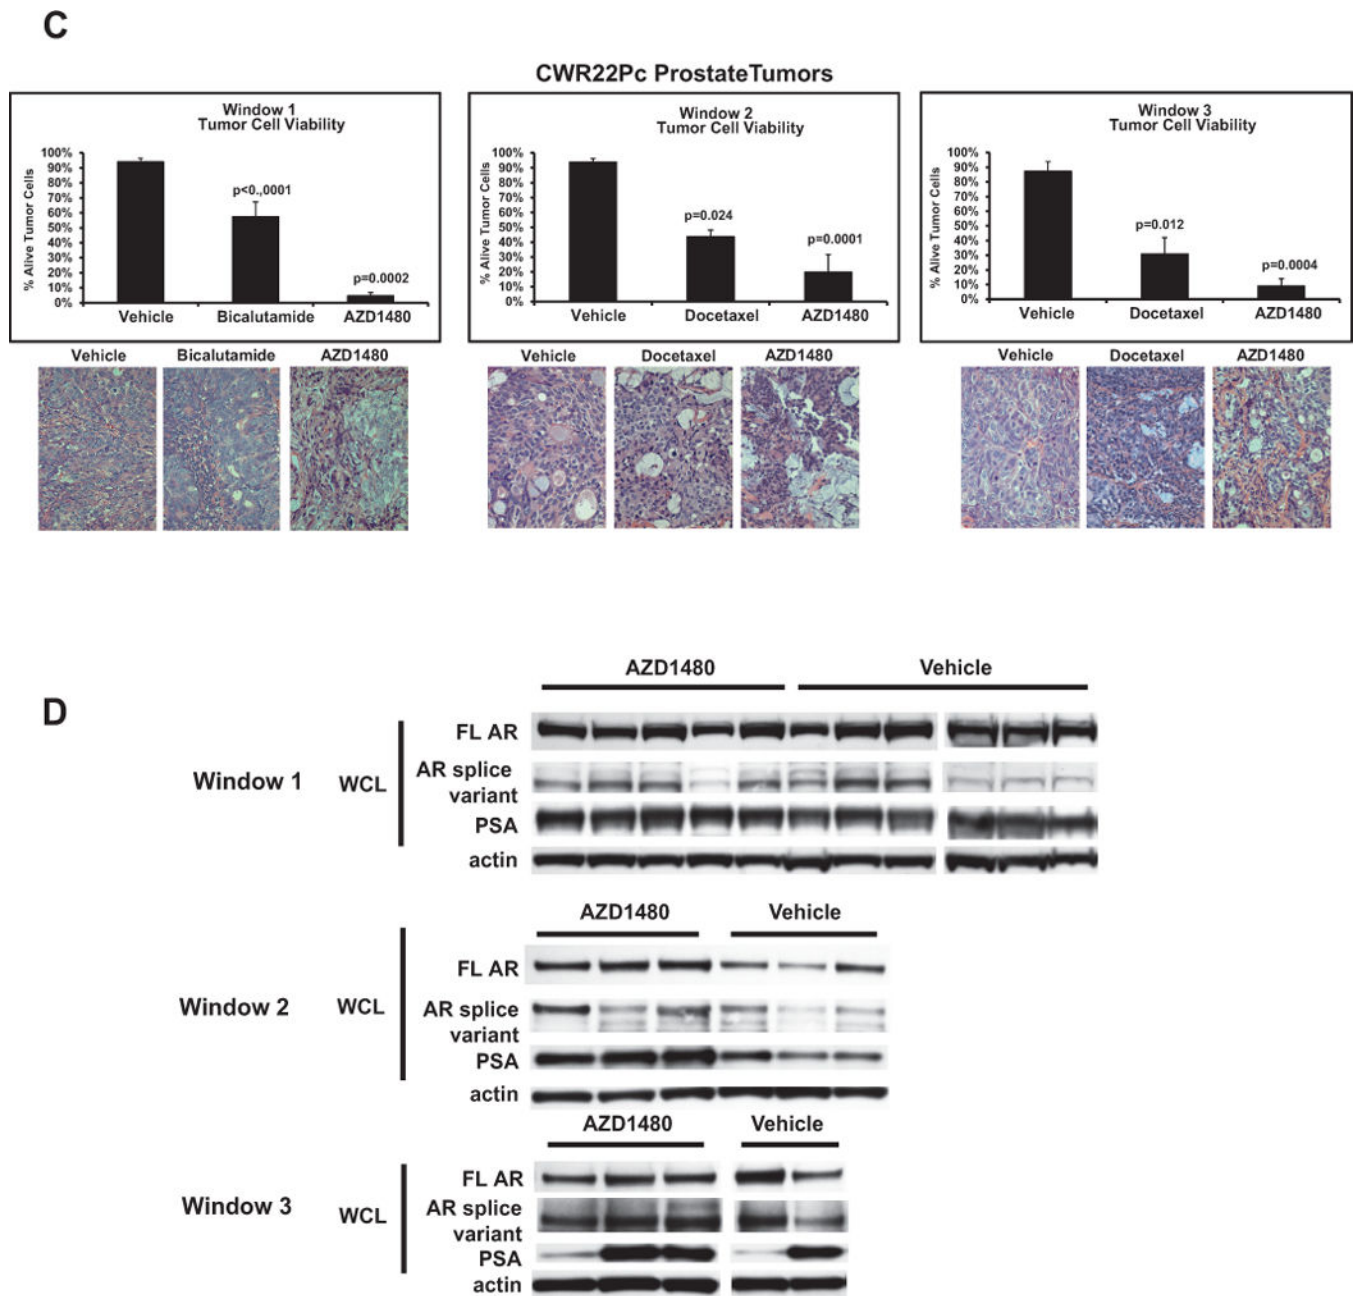 C
CWR22Pc ProstateTumors
Window 1
Tumor Cell Viability
% Alive Tumor Cells
100%
90%
80%
70%
60%
50%
40%
30%
20%
10%
0%
p<0.,0001
p=0.0002
Vehicle Bicalutamide AZD1480
Window 2
Tumor Cell Viability
% Alive Tumor Cells
100%
90%
80%
70%
60%
50%
40%
30%
20%
10%
0%
p=0.024
p=0.0001
Vehicle Docetaxel AZD1480
Window 3
Tumor Cell Viability
% Alive Tumor Cells
100%
90%
80%
70%
60%
50%
40%
30%
20%
10%
0%
p=0.012
p=0.0004
Vehicle Docetaxel AZD1480
Vehicle Bicalutamide AZD1480
Vehicle Docetaxel AZD1480
Vehicle Docetaxel AZD1480
D
AZD1480 Vehicle
Window 1
WCL
FL AR
AR splice
variant
PSA
actin
AZD1480 Vehicle
Window 2
WCL
FL AR
AR splice
variant
PSA
actin
AZD1480 Vehicle
Window 3
WCL
FL AR
AR splice
variant
PSA
actin